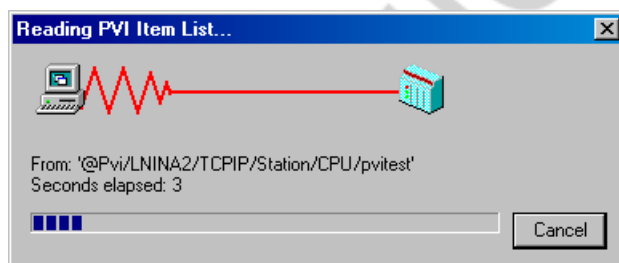 Reading PVI Item List...
From: '@Pvi/LNINA2/TCPIP/Station/CPU/pvitest'
Seconds elapsed: 3
Cancel